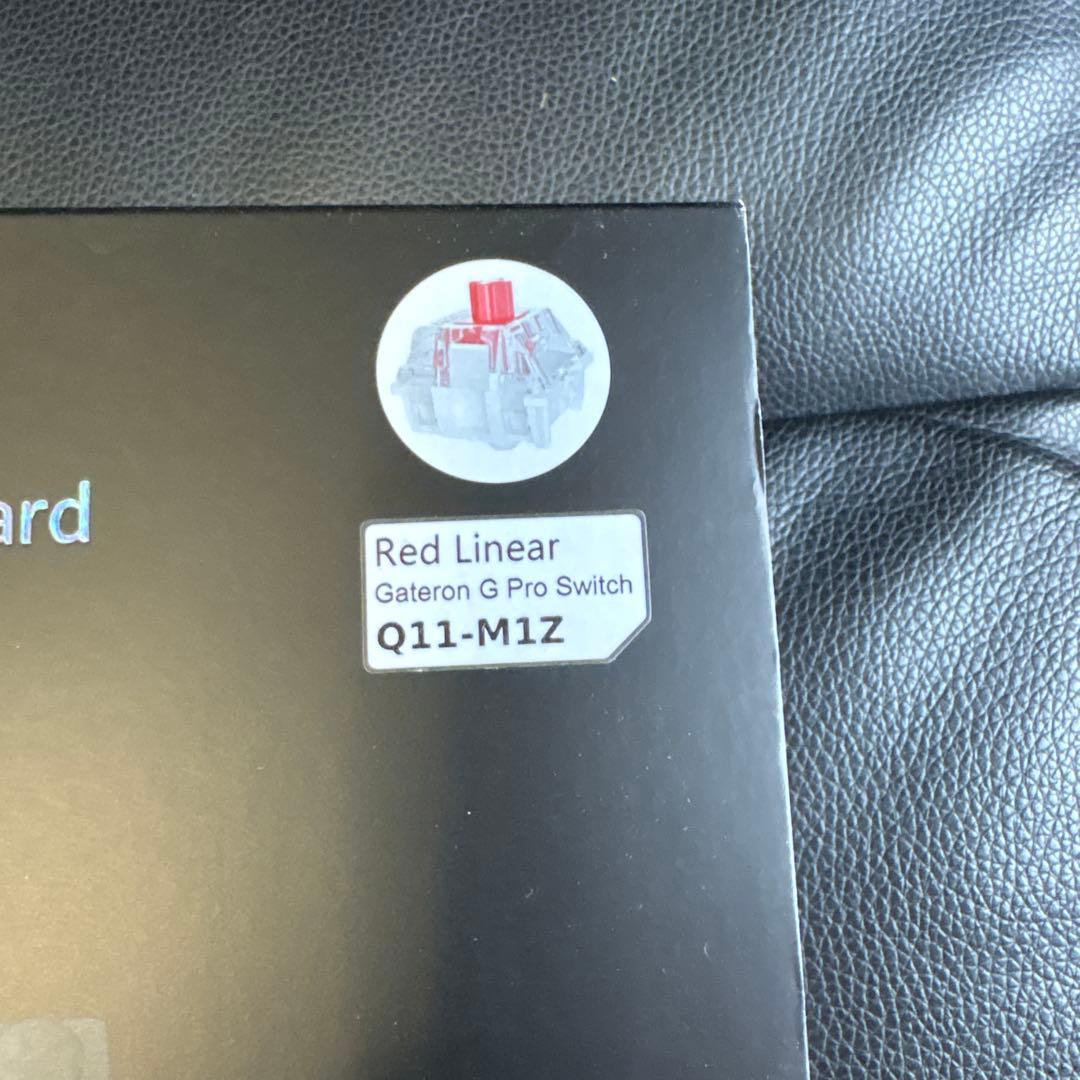 ard
Red Linear
Gateron G Pro Switch
Q11-M1Z